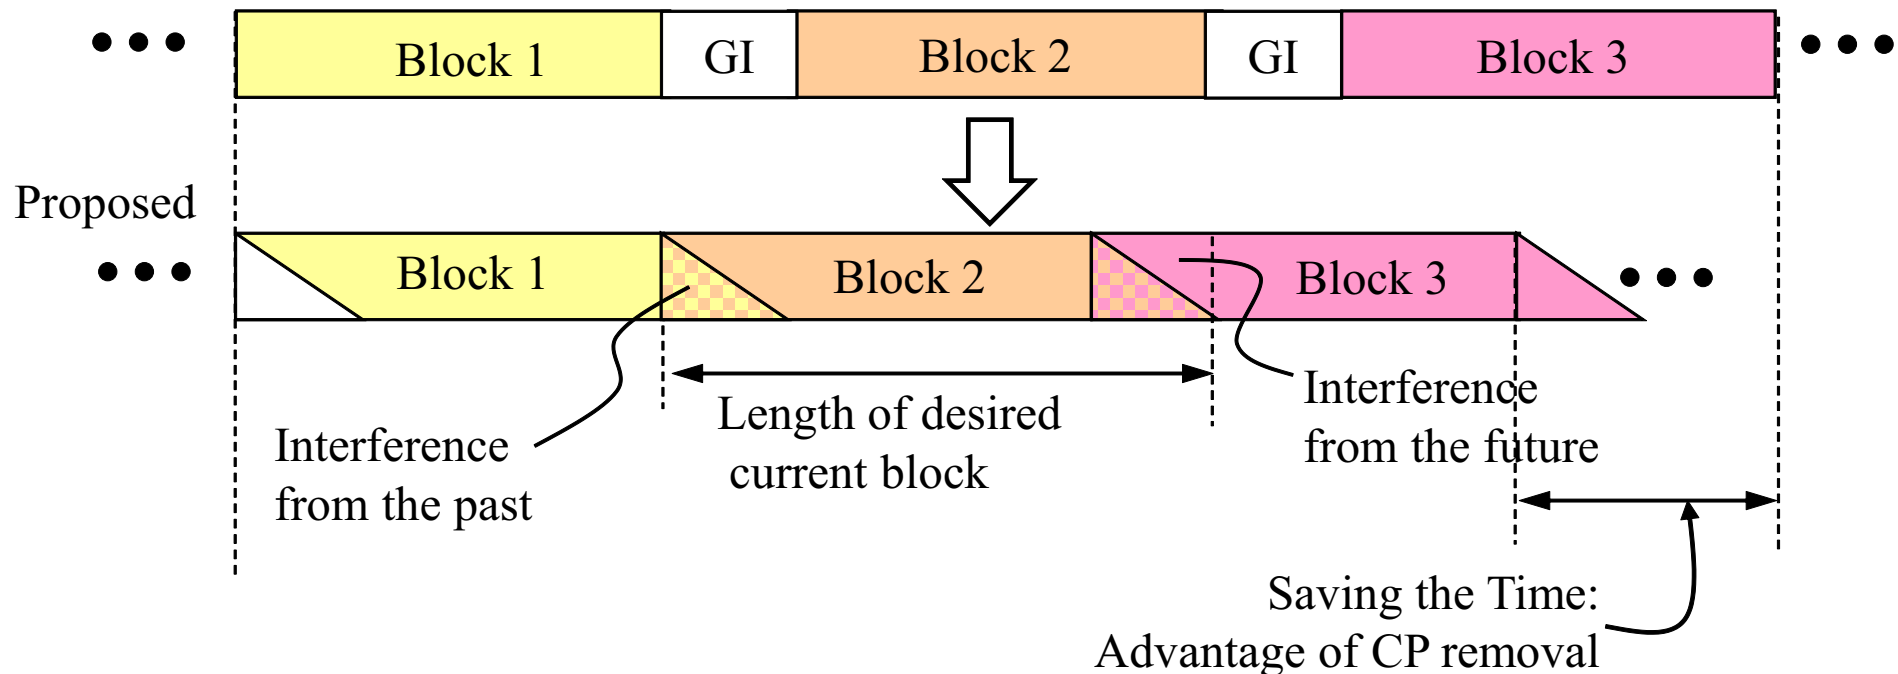 Block 1
GI
Block 2
GI
Block 3
Proposed
Block 1
Block 2
Block 3
Length of desired
current block
Interference
from the past
Interference
from the future
Saving the Time:
Advantage of CP removal